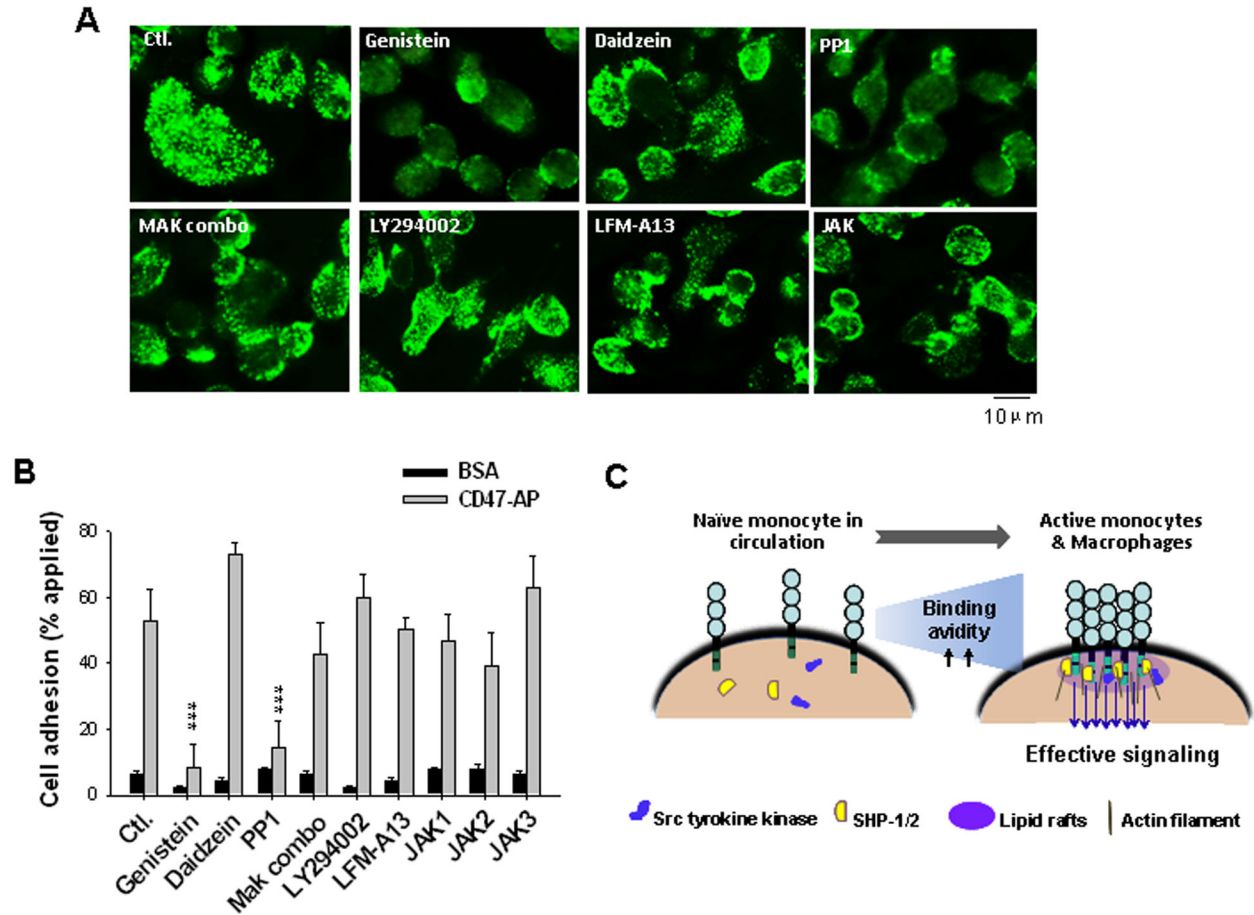 A
Ctl.
Genistein
Daidzein
PP1
MAK combo
LY294002
LFM-A13
JAK
10 μm
B
BSA
CD47-AP
Cell adhesion (% applied)
80
60
40
20
0
***
***
Ctl.
Genistein
Daidzein
PP1
Mak combo
LY294002
LFM-A13
JAK1
JAK2
JAK3
C
Naïve monocyte in
circulation
Active monocytes
& Macrophages
Binding
avidity
Effective signaling
Src tyrokine kinase
SHP-1/2
Lipid rafts
Actin filament